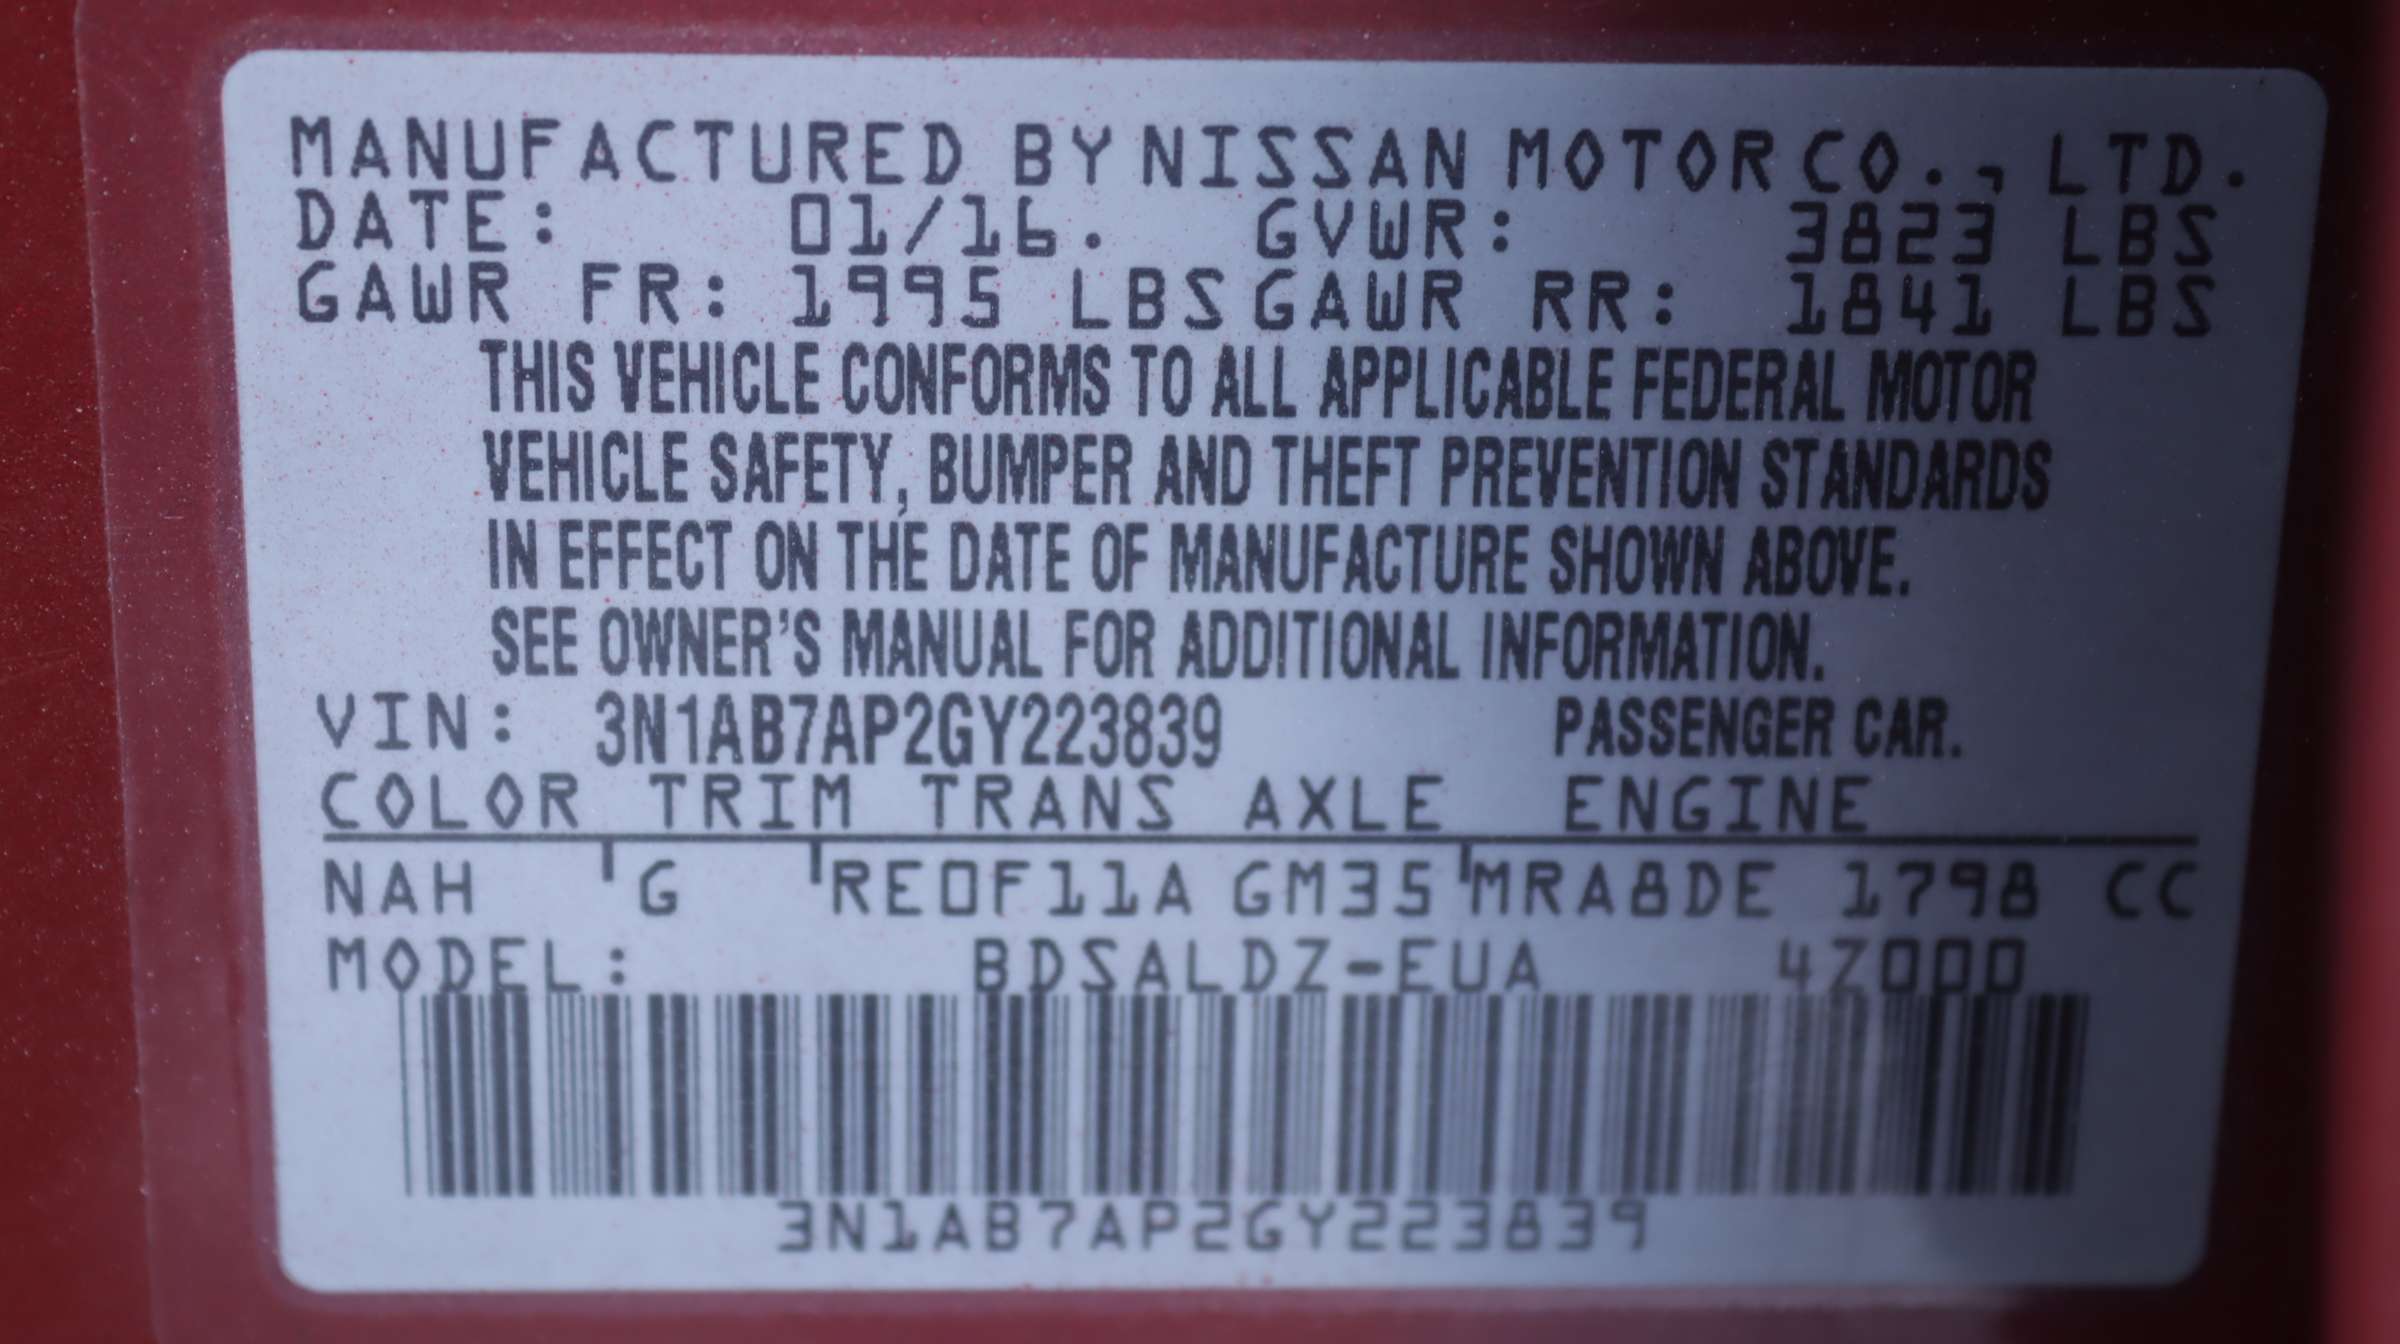 MANUFACTURED BY NISSAN MOTOR CO., LTD.
DATE: 01/16. GVWR: 3823 LBS
GAWR FR: 1995 LBS GAWR RR: 1841 LBS
THIS VEHICLE CONFORMS TO ALL APPLICABLE FEDERAL MOTOR
VEHICLE SAFETY, BUMPER AND THEFT PREVENTION STANDARDS
IN EFFECT ON THE DATE OF MANUFACTURE SHOWN ABOVE.
SEE OWNER'S MANUAL FOR ADDITIONAL INFORMATION.
VIN: 3N1AB7AP2GY223839 PASSENGER CAR.
COLOR TRIM TRANS AXLE ENGINE
NAH G RE0F11A GM35 MRA8DE 1798 CC
MODEL: BDSALDZ-EUA 4Z000
3N1AB7AP2GY223839